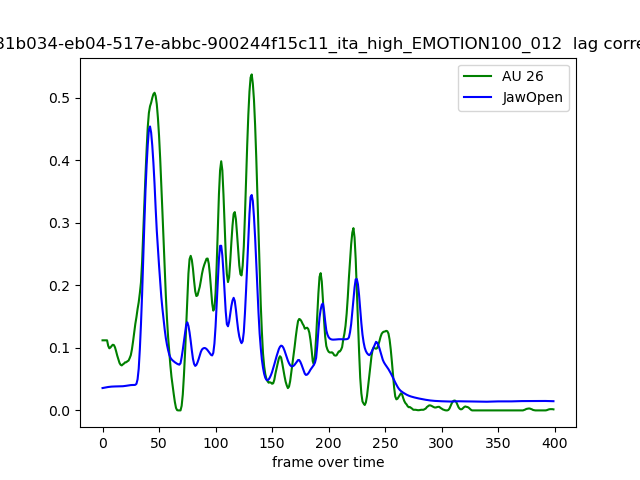 31b034-eb04-517e-abbc-900244f15c11_ita_high_EMOTION100_012 lag corre
AU 26
JawOpen
0.5
0.4
0.3
0.2
0.1
0.0
0 50 100 150 200 250 300 350 400
frame over time